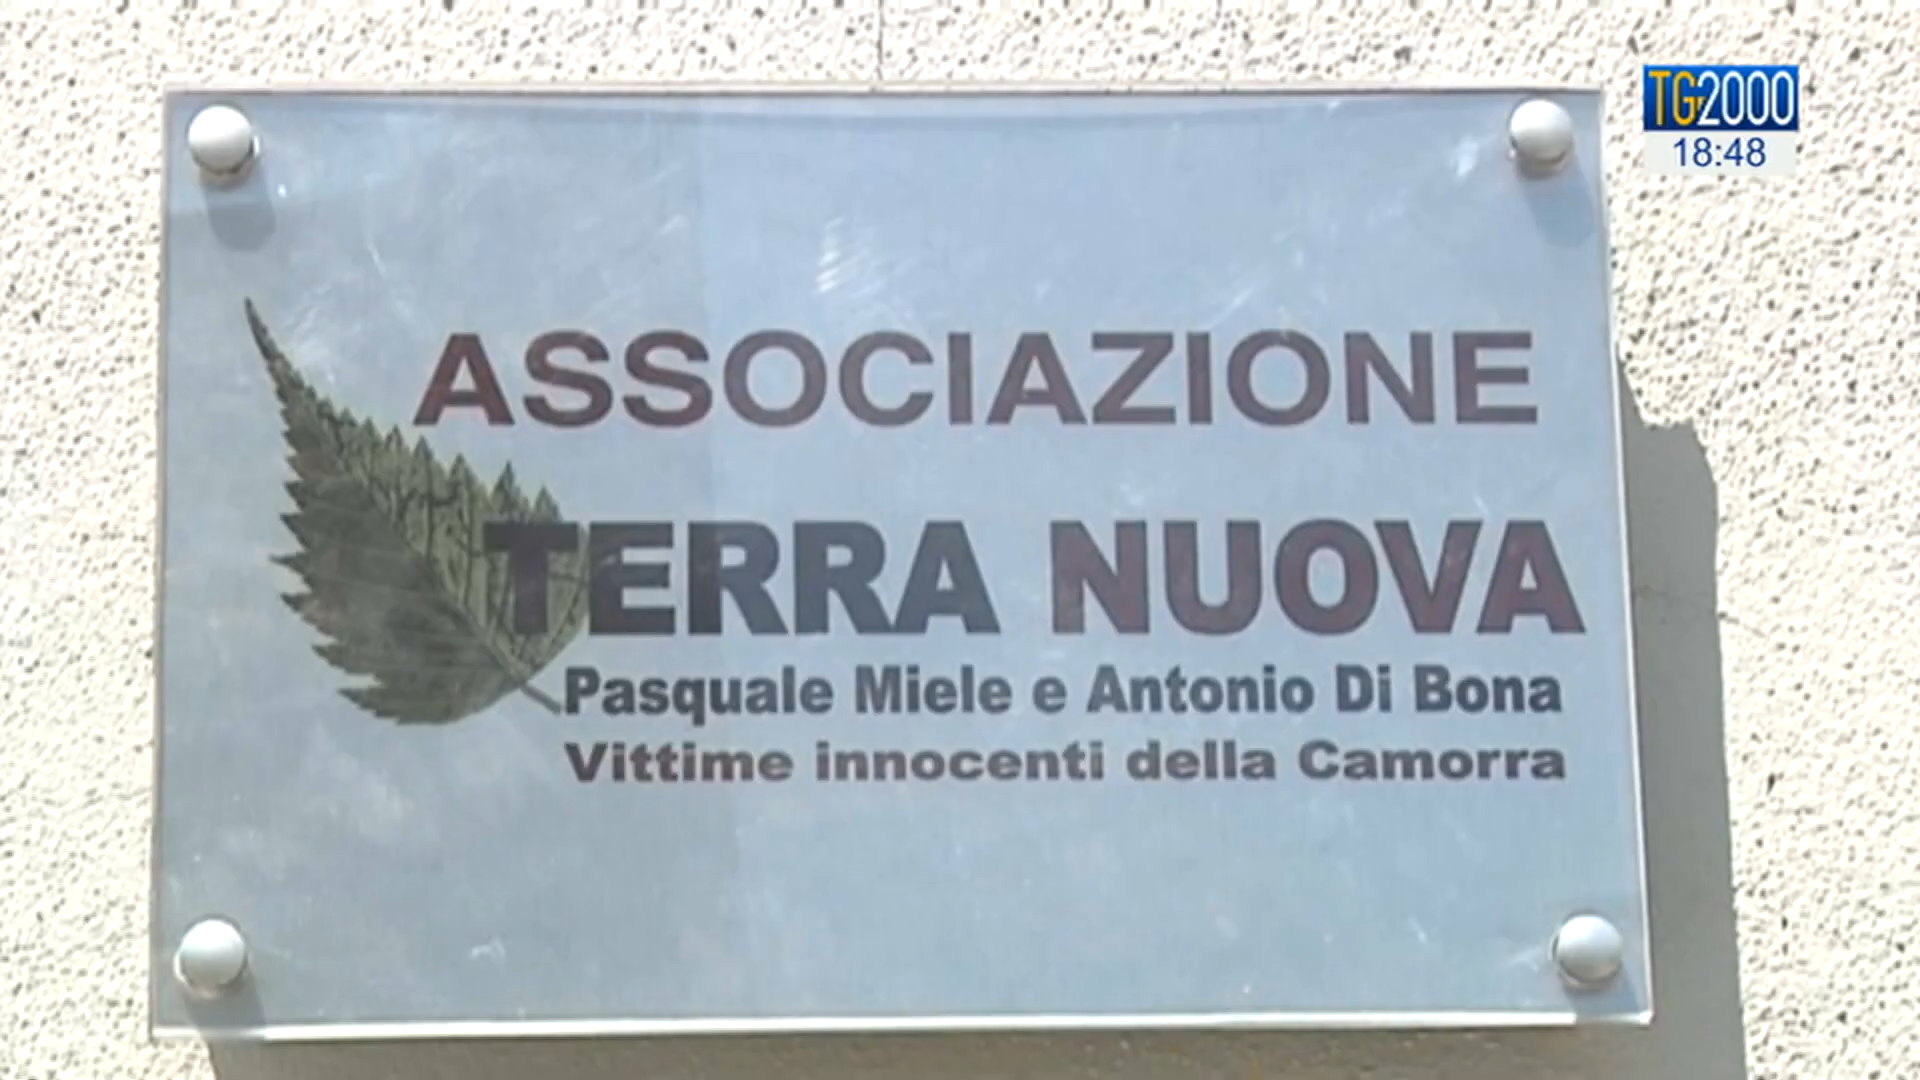 TG2000
18:48
ASSOCIAZIONE
TERRA NUOVA
Pasquale Miele e Antonio Di Bona
Vittime innocenti della Camorra